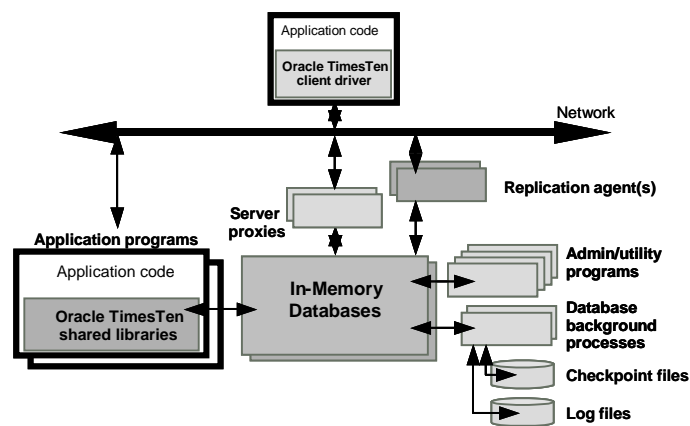 Application code
Oracle TimesTen
client driver
Network
Replication agent(s)
Server
proxies
Application programs
Application code
Oracle TimesTen
shared libraries
In-Memory
Databases
Admin/utility
programs
Database
background
processes
Checkpoint files
Log files